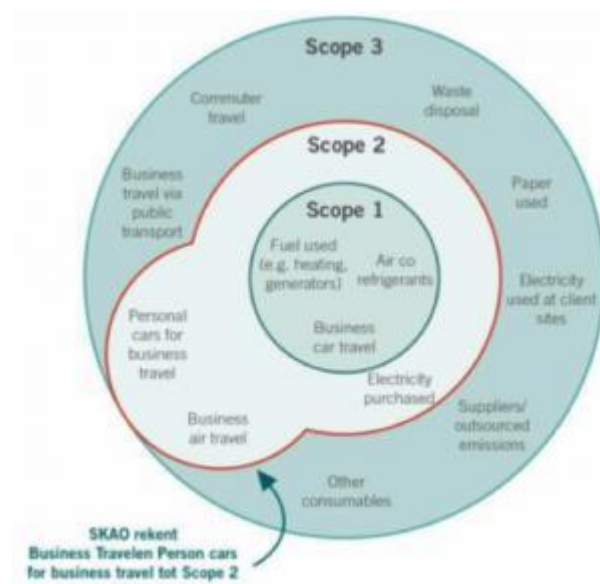 Scope 3
Commuter
travel
Waste
disposal
Scope 2
Business
travel via
public
transport
Paper
used
Scope 1
Fuel used
(e.g. heating,
generators)
Air co
refrigerants
Electricity
used at client
sites
Personal
cars for
business
travel
Business
car travel
Electricity
purchased
Business
air travel
Suppliers/
outsourced
emissions
Other
consumables
SKAO rekent
Business Travelen Person cars
for business travel tot Scope 2